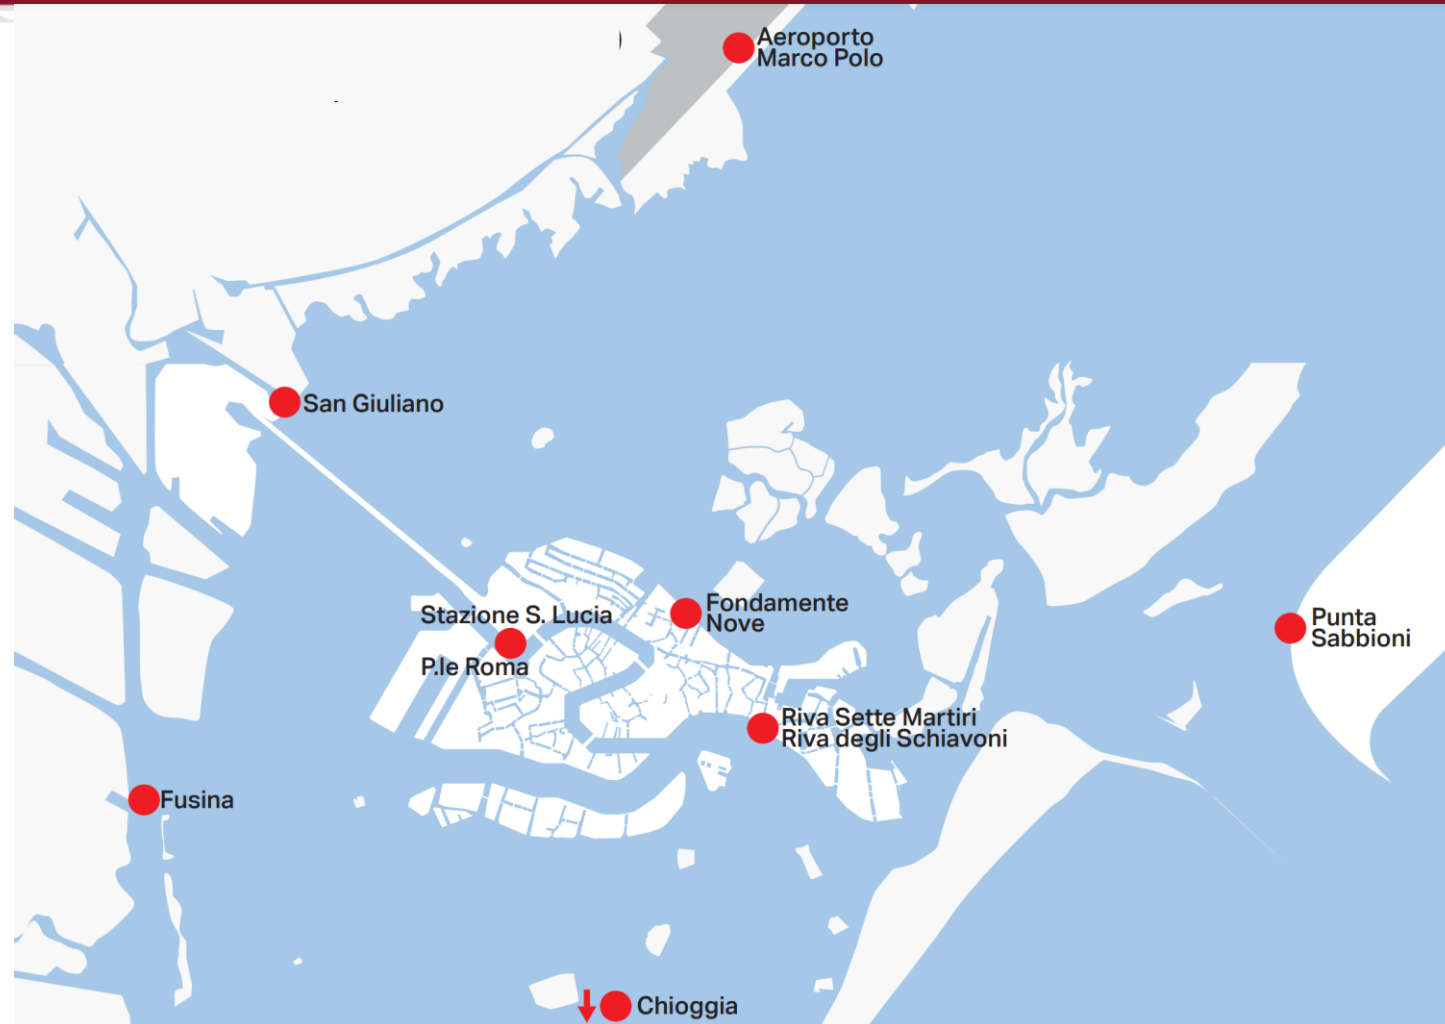 Aeroporto
Marco Polo
San Giuliano
Fondamente
Nove
Stazione S. Lucia
P.le Roma
Punta
Sabbioni
Riva Sette Martiri
Riva degli Schiavoni
Fusina
Chioggia